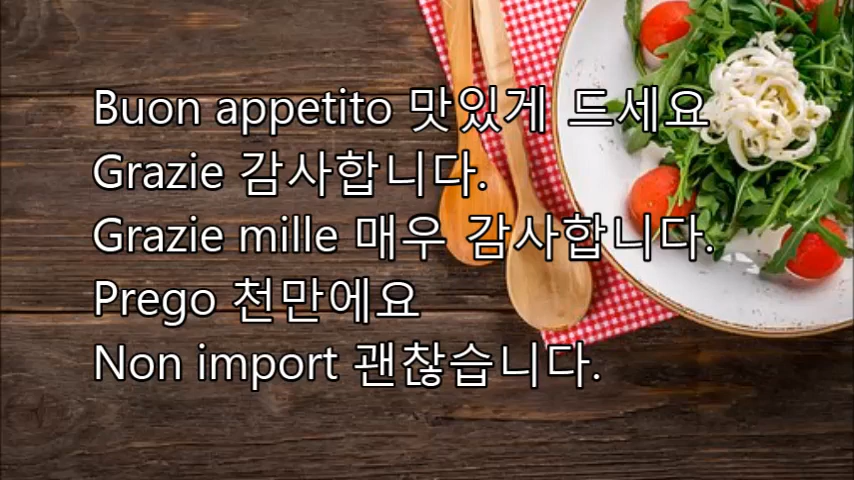 Buon appetito 맛있게 드세요
Grazie 감사합니다.
Grazie mille 매우 감사합니다.
Prego 천만에요
Non import 괜찮습니다.